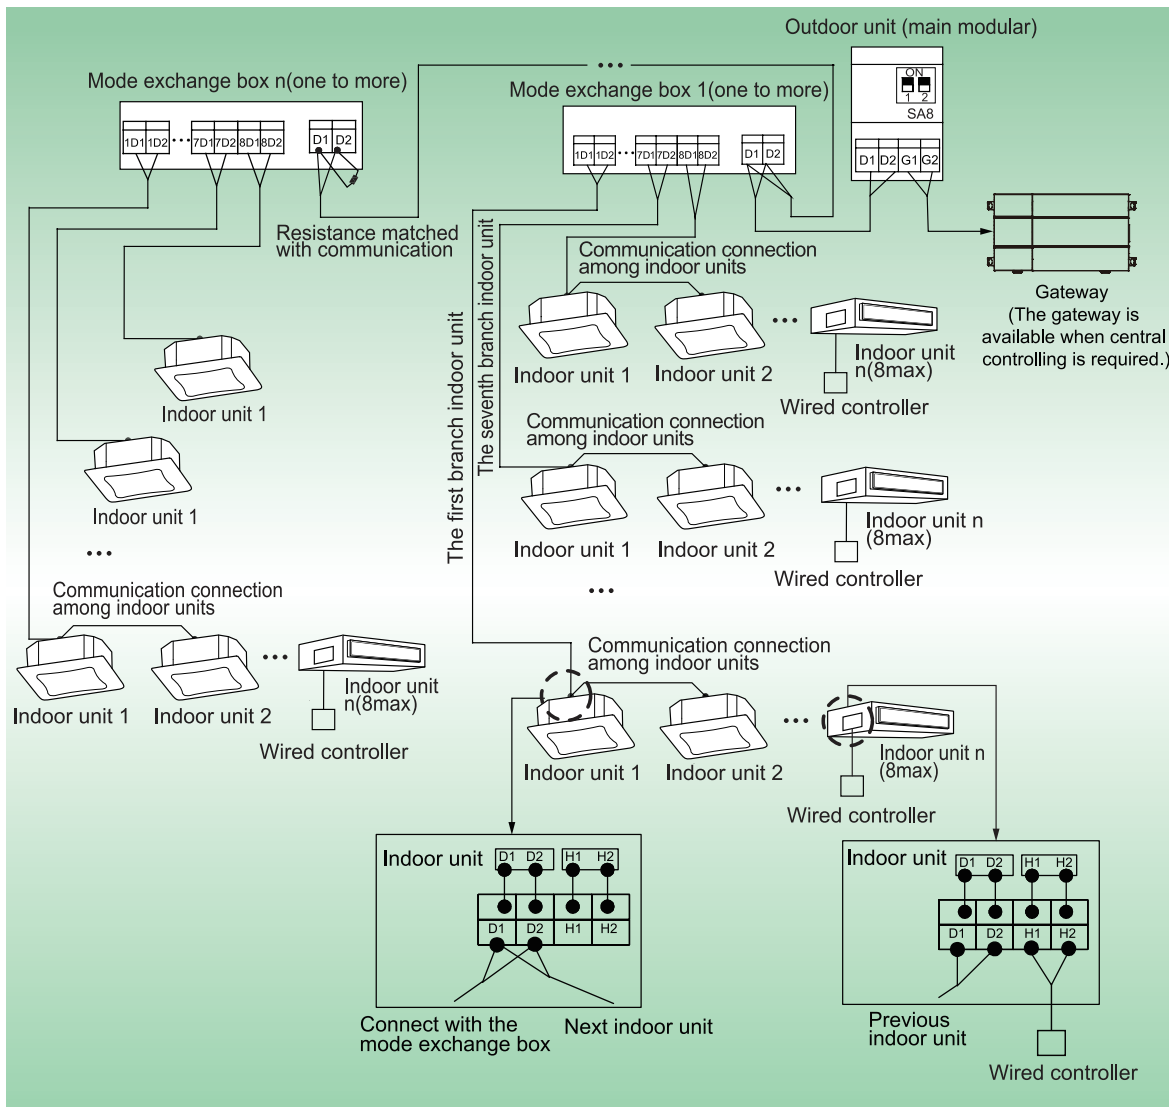 Outdoor unit (main modular)
Mode exchange box n(one to more)
Mode exchange box 1(one to more)
ON
1 2
SA8
1D1 1D2 ... 7D1 7D2 8D1 8D2 D1 D2
1D1 1D2 ... 7D1 7D2 8D1 8D2 D1 D2
D1 D2 G1 G2
Resistance matched
with communication
The first branch indoor unit
The seventh branch indoor unit
Communication connection
among indoor units
Gateway
(The gateway is
available when central
controlling is required.)
Indoor unit 1
Indoor unit 2
...
Indoor unit
n(8max)
Wired controller
Indoor unit 1
Communication connection
among indoor units
Indoor unit 1
Indoor unit 2
...
Indoor unit n
(8max)
Wired controller
Indoor unit 1
...
...
Communication connection
among indoor units
Indoor unit 1
Indoor unit 2
...
Indoor unit
n(8max)
Wired controller
Communication connection
among indoor units
Indoor unit 1
Indoor unit 2
...
Indoor unit n
(8max)
Wired controller
Indoor unit
D1 D2 H1 H2
D1 D2 H1 H2
Connect with the
mode exchange box
Next indoor unit
Indoor unit
D1 D2 H1 H2
D1 D2 H1 H2
Previous
indoor unit
Wired controller